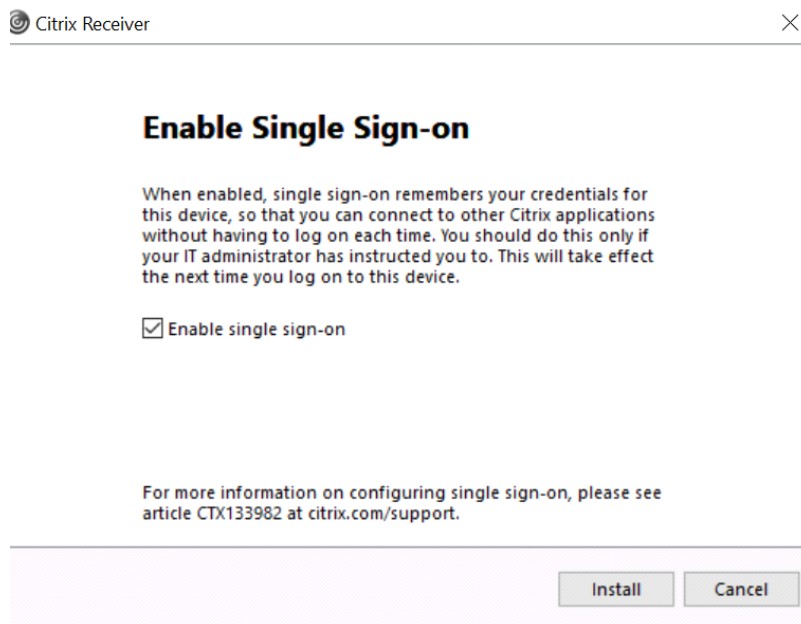 Citrix Receiver
Enable Single Sign-on
When enabled, single sign-on remembers your credentials for
this device, so that you can connect to other Citrix applications
without having to log on each time. You should do this only if
your IT administrator has instructed you to. This will take effect
the next time you log on to this device.
Enable single sign-on
For more information on configuring single sign-on, please see
article CTX133982 at citrix.com/support.
Install Cancel